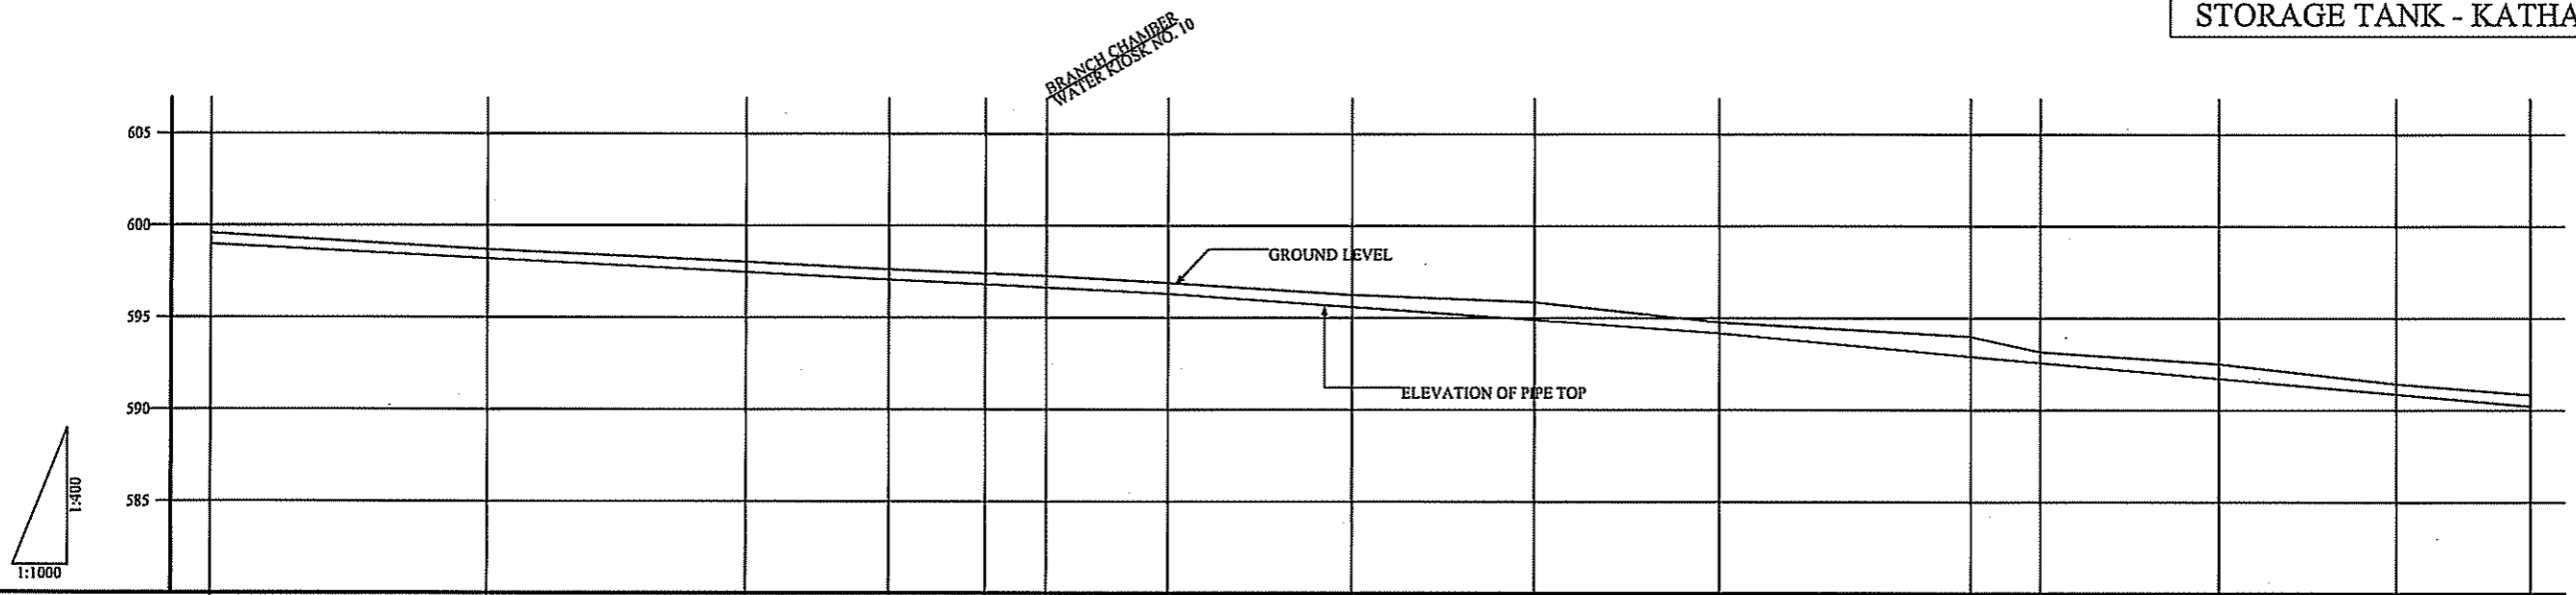 STORAGE TANK - KATHA
BRANCH CHAMBER
WATER KIOSK NO. 10
605
600
GROUND LEVEL
595
ELEVATION OF PIPE TOP
590
585
1:400
1:1000